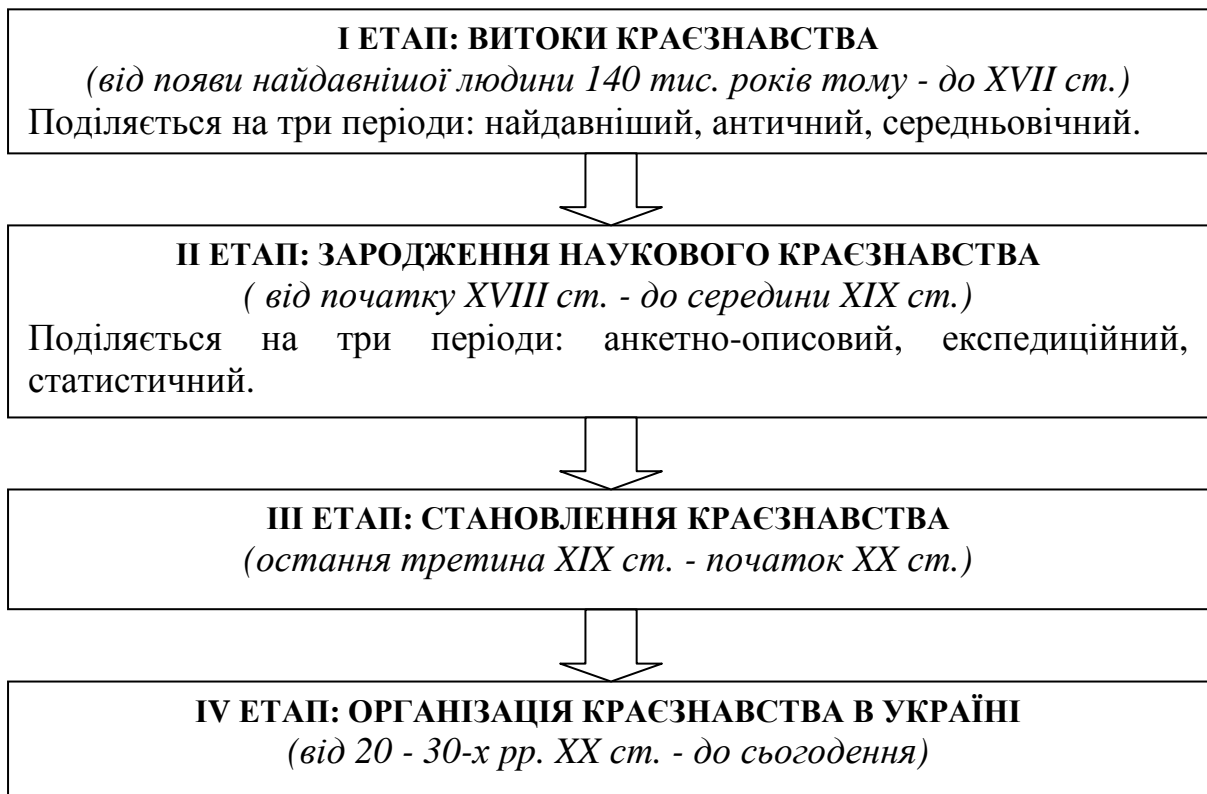 І ЕТАП: ВИТОКИ КРАЄЗНАВСТВА
(від появи найдавнішої людини 140 тис. років тому - до XVII ст.)
Поділяється на три періоди: найдавніший, античний, середньовічний.
ІІ ЕТАП: ЗАРОДЖЕННЯ НАУКОВОГО КРАЄЗНАВСТВА
( від початку XVIII ст. - до середини XIX ст.)
Поділяється на три періоди: анкетно-описовий, експедиційний,
статистичний.
ІІІ ЕТАП: СТАНОВЛЕННЯ КРАЄЗНАВСТВА
(остання третина XIX ст. - початок XX ст.)
IV ЕТАП: ОРГАНІЗАЦІЯ КРАЄЗНАВСТВА В УКРАЇНІ
(від 20 - 30-х рр. XX ст. - до сьогодення)